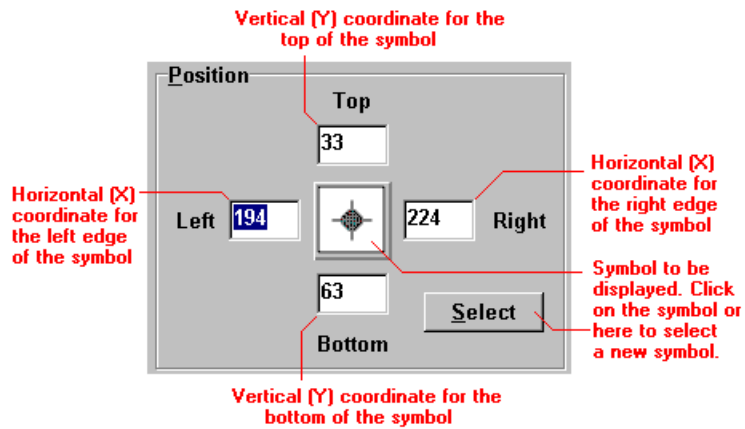 Vertical (Y) coordinate for the
top of the symbol
Position
Top
33
Horizontal (X)
coordinate for
the left edge
of the symbol
Left
194
224
Right
Horizontal (X)
coordinate for
the right edge
of the symbol
63
Bottom
Select
Symbol to be
displayed. Click
on the symbol or
here to select
a new symbol.
Vertical (Y) coordinate for the
bottom of the symbol